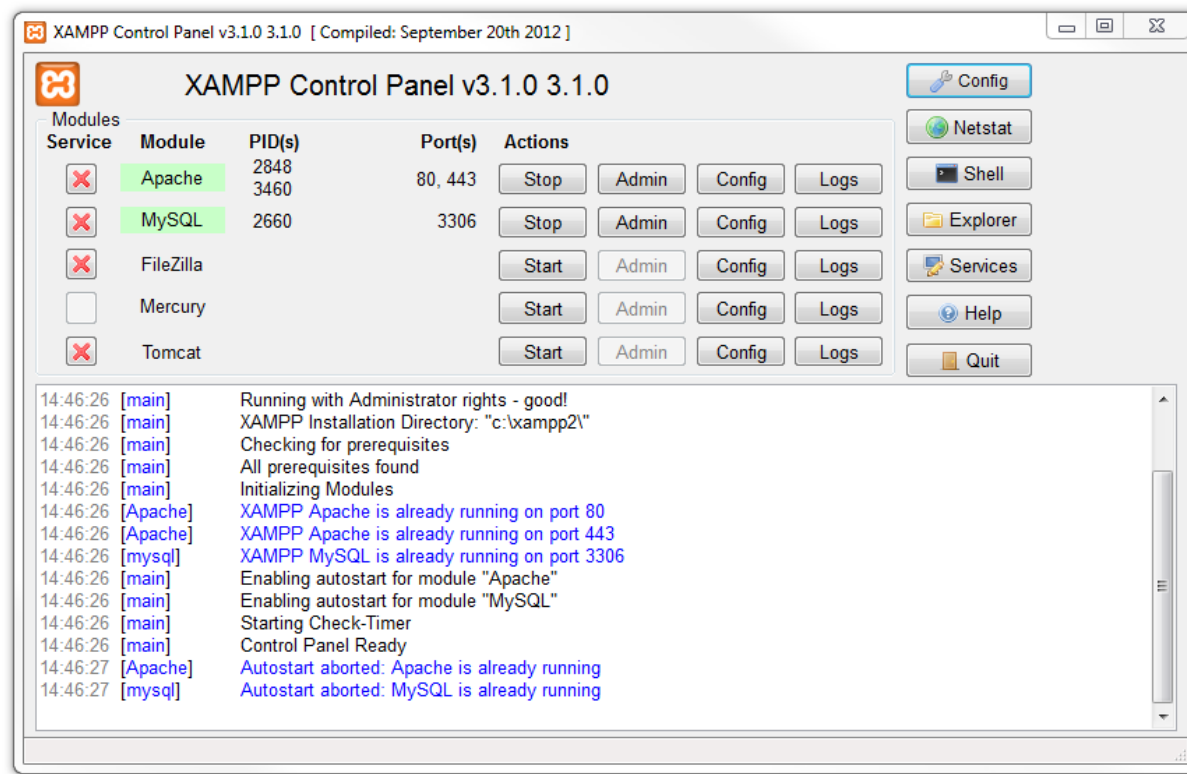 XAMPP Control Panel v3.1.0 3.1.0 [ Compiled: September 20th 2012 ]
XAMPP Control Panel v3.1.0 3.1.0
Config
Modules
Service Module PID(s) Port(s) Actions
Netstat
Apache 2848 3460 80, 443 Stop Admin Config Logs
Shell
MySQL 2660 3306 Stop Admin Config Logs
Explorer
FileZilla Start Admin Config Logs
Services
Mercury Start Admin Config Logs
Help
Tomcat Start Admin Config Logs
Quit
14:46:26 [main] Running with Administrator rights - good!
14:46:26 [main] XAMPP Installation Directory: "c:\xampp2\"
14:46:26 [main] Checking for prerequisites
14:46:26 [main] All prerequisites found
14:46:26 [main] Initializing Modules
14:46:26 [Apache] XAMPP Apache is already running on port 80
14:46:26 [Apache] XAMPP Apache is already running on port 443
14:46:26 [mysql] XAMPP MySQL is already running on port 3306
14:46:26 [main] Enabling autostart for module "Apache"
14:46:26 [main] Enabling autostart for module "MySQL"
14:46:26 [main] Starting Check-Timer
14:46:26 [main] Control Panel Ready
14:46:27 [Apache] Autostart aborted: Apache is already running
14:46:27 [mysql] Autostart aborted: MySQL is already running